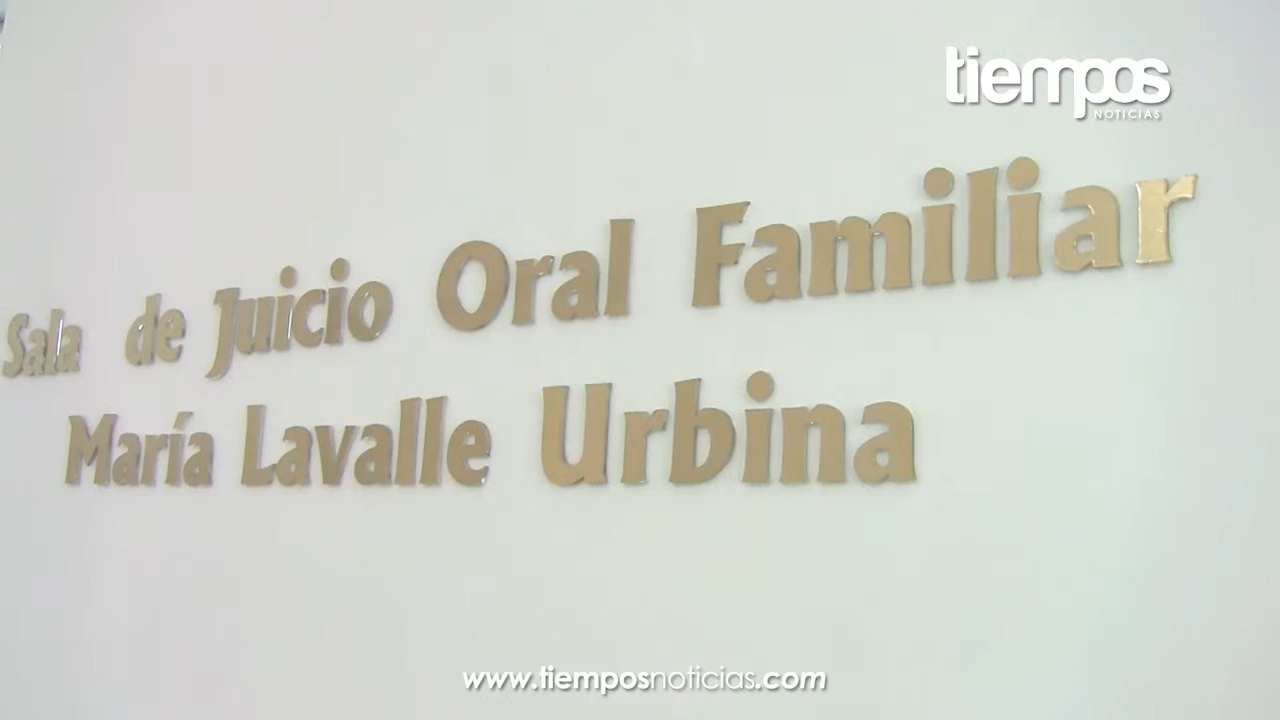 tiempos
NOTICIAS
Sala de Juicio Oral Familiar
María Lavalle Urbina
www.tiemposnoticias.com